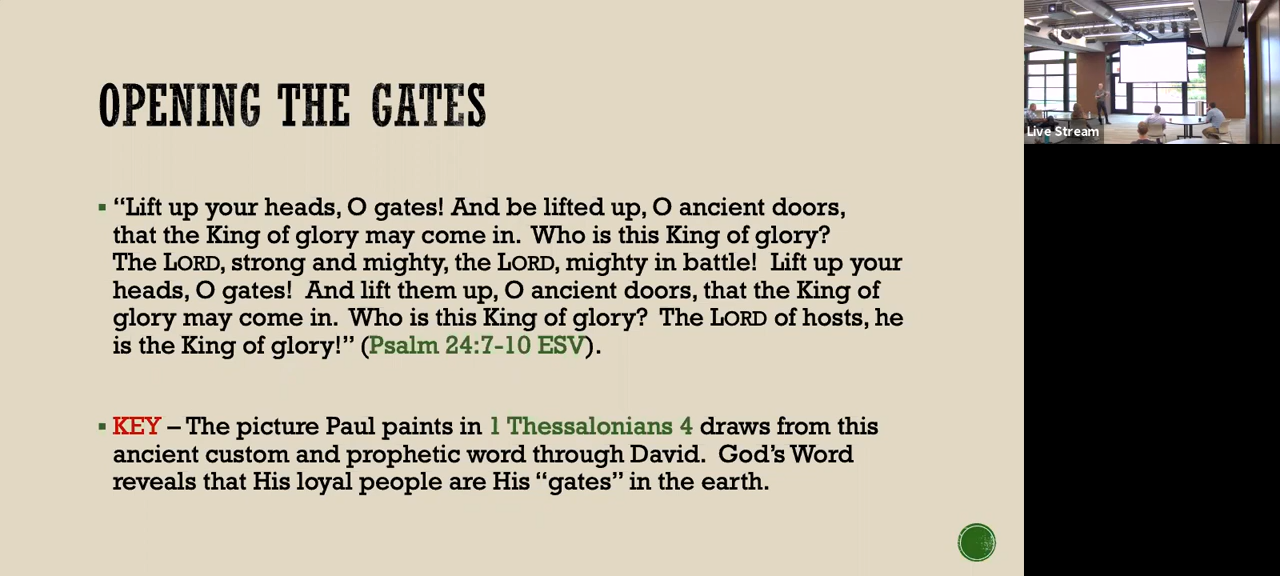 OPENING THE GATES
“Lift up your heads, O gates! And be lifted up, O ancient doors,
that the King of glory may come in. Who is this King of glory?
The LORD, strong and mighty, the LORD, mighty in battle! Lift up your
heads, O gates! And lift them up, O ancient doors, that the King of
glory may come in. Who is this King of glory? The LORD of hosts, he
is the King of glory!” (Psalm 24:7-10 ESV).
KEY – The picture Paul paints in 1 Thessalonians 4 draws from this
ancient custom and prophetic word through David. God’s Word
reveals that His loyal people are His “gates” in the earth.
Live Stream